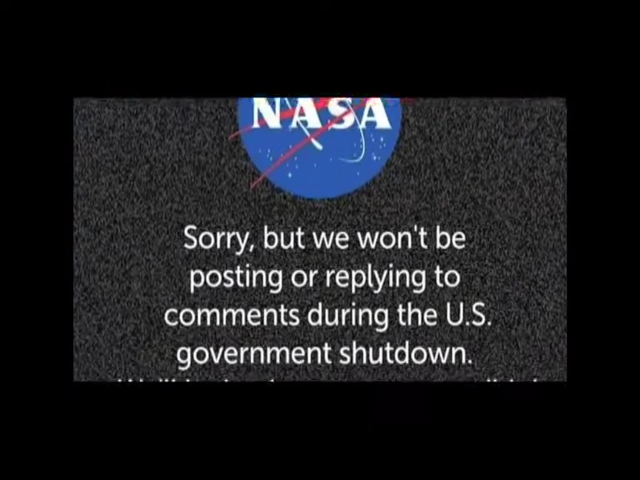 NASA
Sorry, but we won't be
posting or replying to
comments during the U.S.
government shutdown.